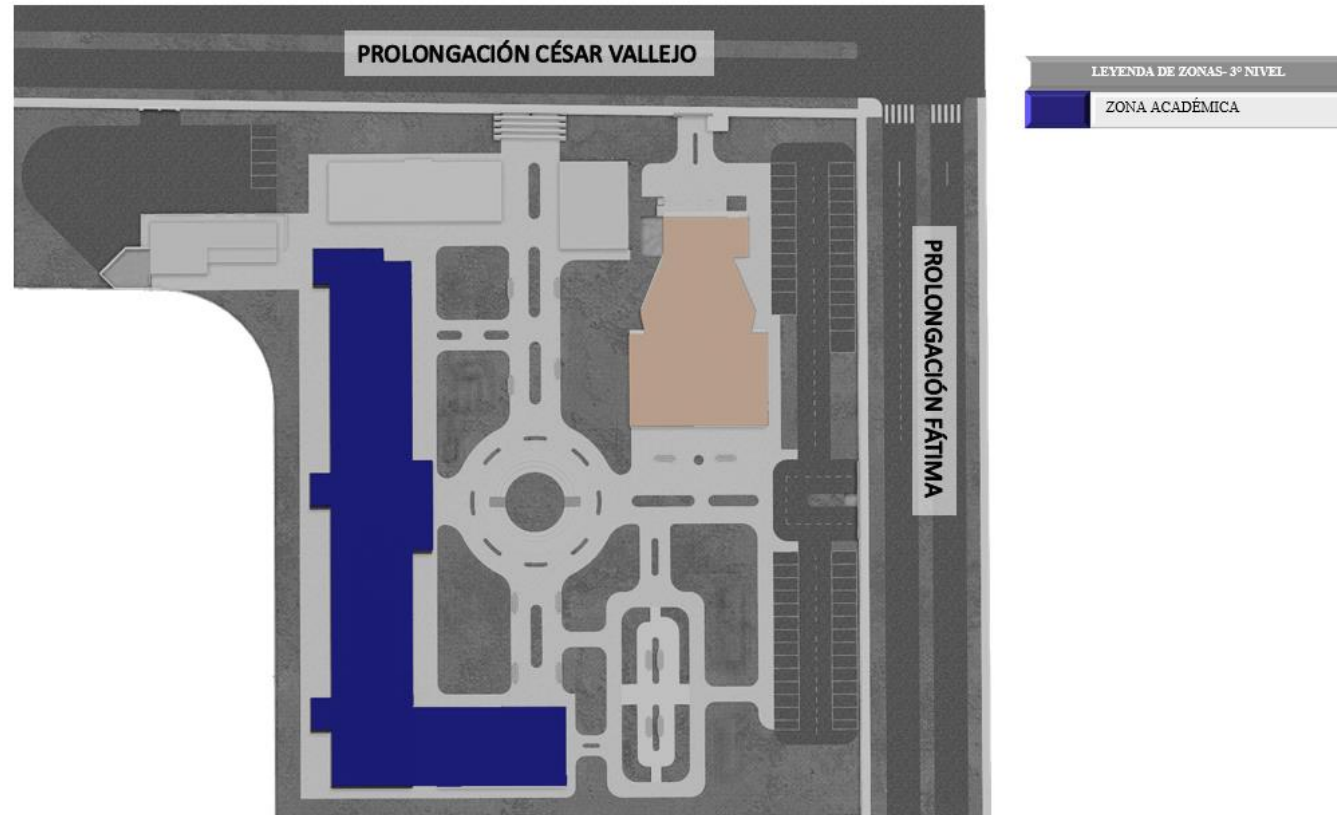 PROLONGACIÓN CÉSAR VALLEJO
LEYENDA DE ZONAS- 3° NIVEL
ZONA ACADÉMICA
PROLONGACIÓN FÁTIMA